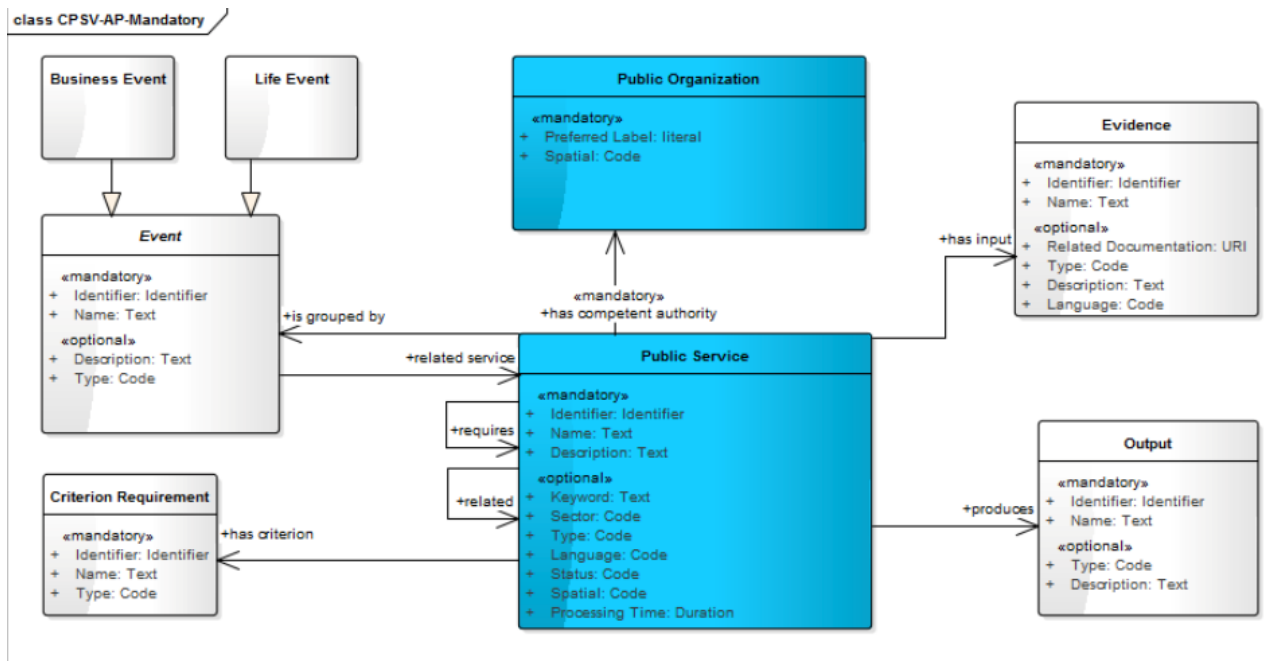 class CPSV-AP-Mandatory
Business Event
Life Event
Public Organization
«mandatory»
+ Preferred Label: literal
+ Spatial: Code
Evidence
«mandatory»
+ Identifier: Identifier
+ Name: Text
«optional»
+ Related Documentation: URI
+ Type: Code
+ Description: Text
+ Language: Code
Event
«mandatory»
+ Identifier: Identifier
+ Name: Text
«optional»
+ Description: Text
+ Type: Code
+has input
«mandatory»
+has competent authority
+is grouped by
+related service
Public Service
«mandatory»
+ Identifier: Identifier
+ Name: Text
+ Description: Text
«optional»
+ Keyword: Text
+ Sector: Code
+ Type: Code
+ Language: Code
+ Status: Code
+ Spatial: Code
+ Processing Time: Duration
+requires
+related
Criterion Requirement
«mandatory»
+ Identifier: Identifier
+ Name: Text
+ Type: Code
+has criterion
+produces
Output
«mandatory»
+ Identifier: Identifier
+ Name: Text
«optional»
+ Type: Code
+ Description: Text